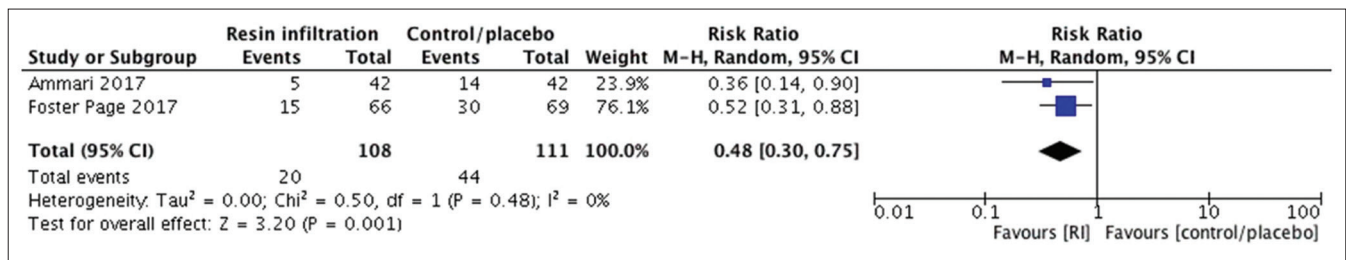 Resin infiltration Control/placebo Risk Ratio Risk Ratio
Study or Subgroup Events Total Events Total Weight M-H, Random, 95% CI M-H, Random, 95% CI
Ammari 2017 5 42 14 42 23.9% 0.36 [0.14, 0.90]
Foster Page 2017 15 66 30 69 76.1% 0.52 [0.31, 0.88]
Total (95% CI) 108 111 100.0% 0.48 [0.30, 0.75]
Total events 20 44
Heterogeneity: Tau² = 0.00; Chi² = 0.50, df = 1 (P = 0.48); I² = 0%
Test for overall effect: Z = 3.20 (P = 0.001)
0.01 0.1 1 10 100
Favours [RI] Favours [control/placebo]